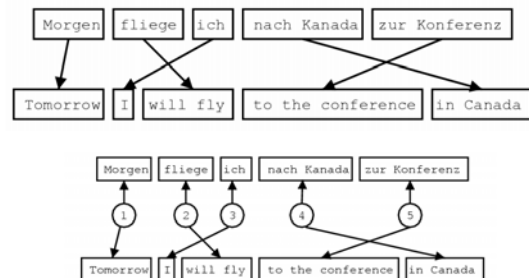 Morgen fliege ich nach Kanada zur Konferenz
Tomorrow I will fly to the conference in Canada
Morgen fliege ich nach Kanada zur Konferenz
1 2 3 4 5
Tomorrow I will fly to the conference in Canada